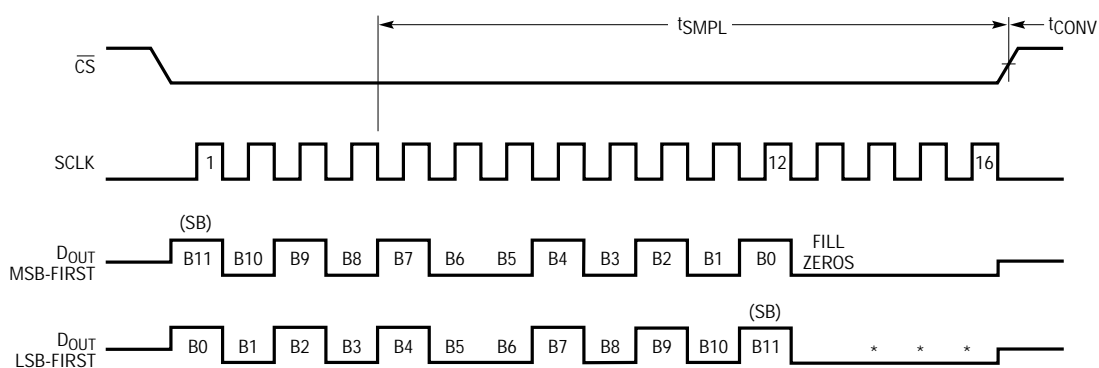 tSMPL tCONV
CS
SCLK 1 12 16
(SB)
DOUT
MSB-FIRST
B11 B10 B9 B8 B7 B6 B5 B4 B3 B2 B1 B0
FILL
ZEROS
(SB)
DOUT
LSB-FIRST
B0 B1 B2 B3 B4 B5 B6 B7 B8 B9 B10 B11 * * *